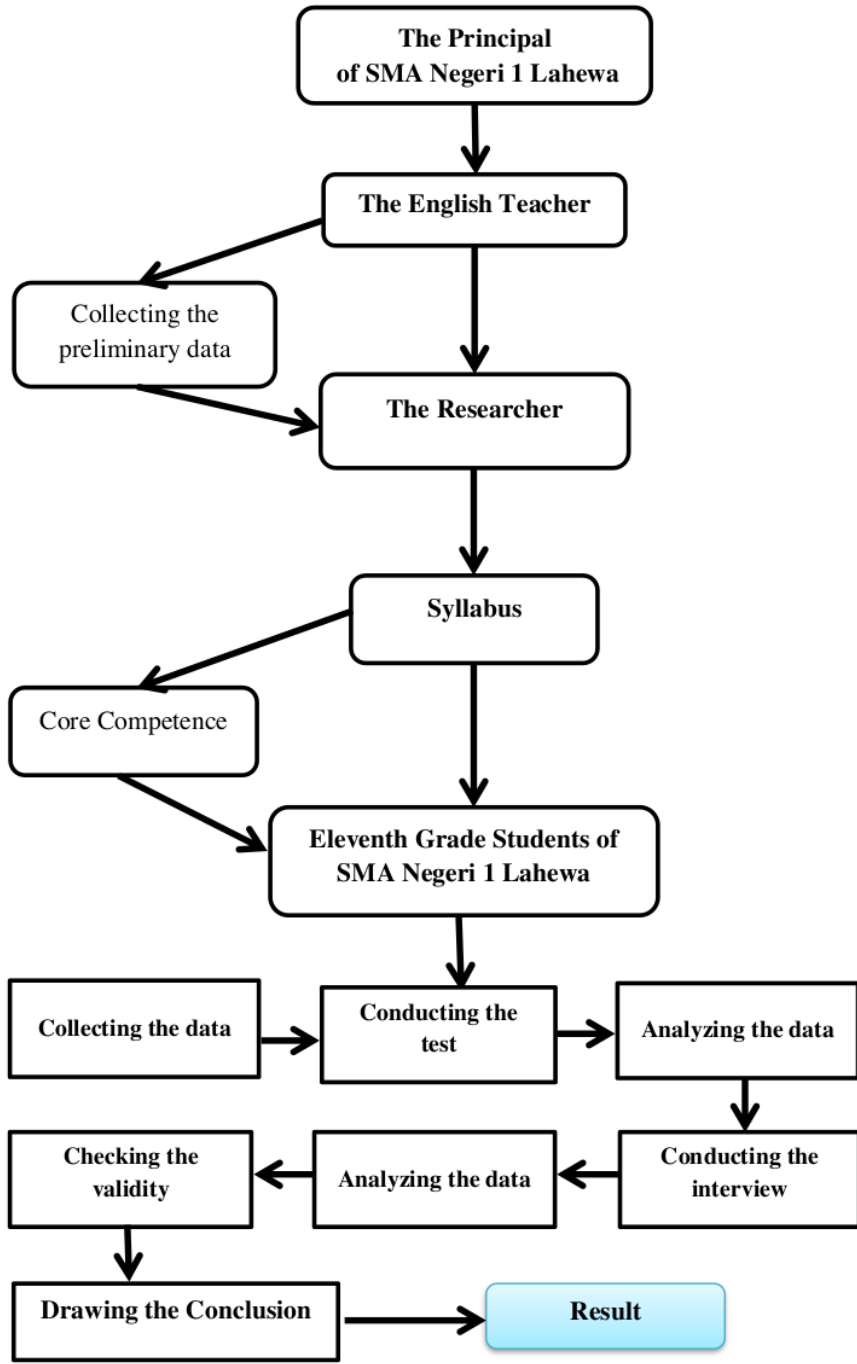 The Principal
of SMA Negeri 1 Lahewa
The English Teacher
Collecting the
preliminary data
The Researcher
Syllabus
Core Competence
Eleventh Grade Students of
SMA Negeri 1 Lahewa
Collecting the data
Conducting the
test
Analyzing the data
Conducting the
interview
Analyzing the data
Checking the
validity
Drawing the Conclusion
Result